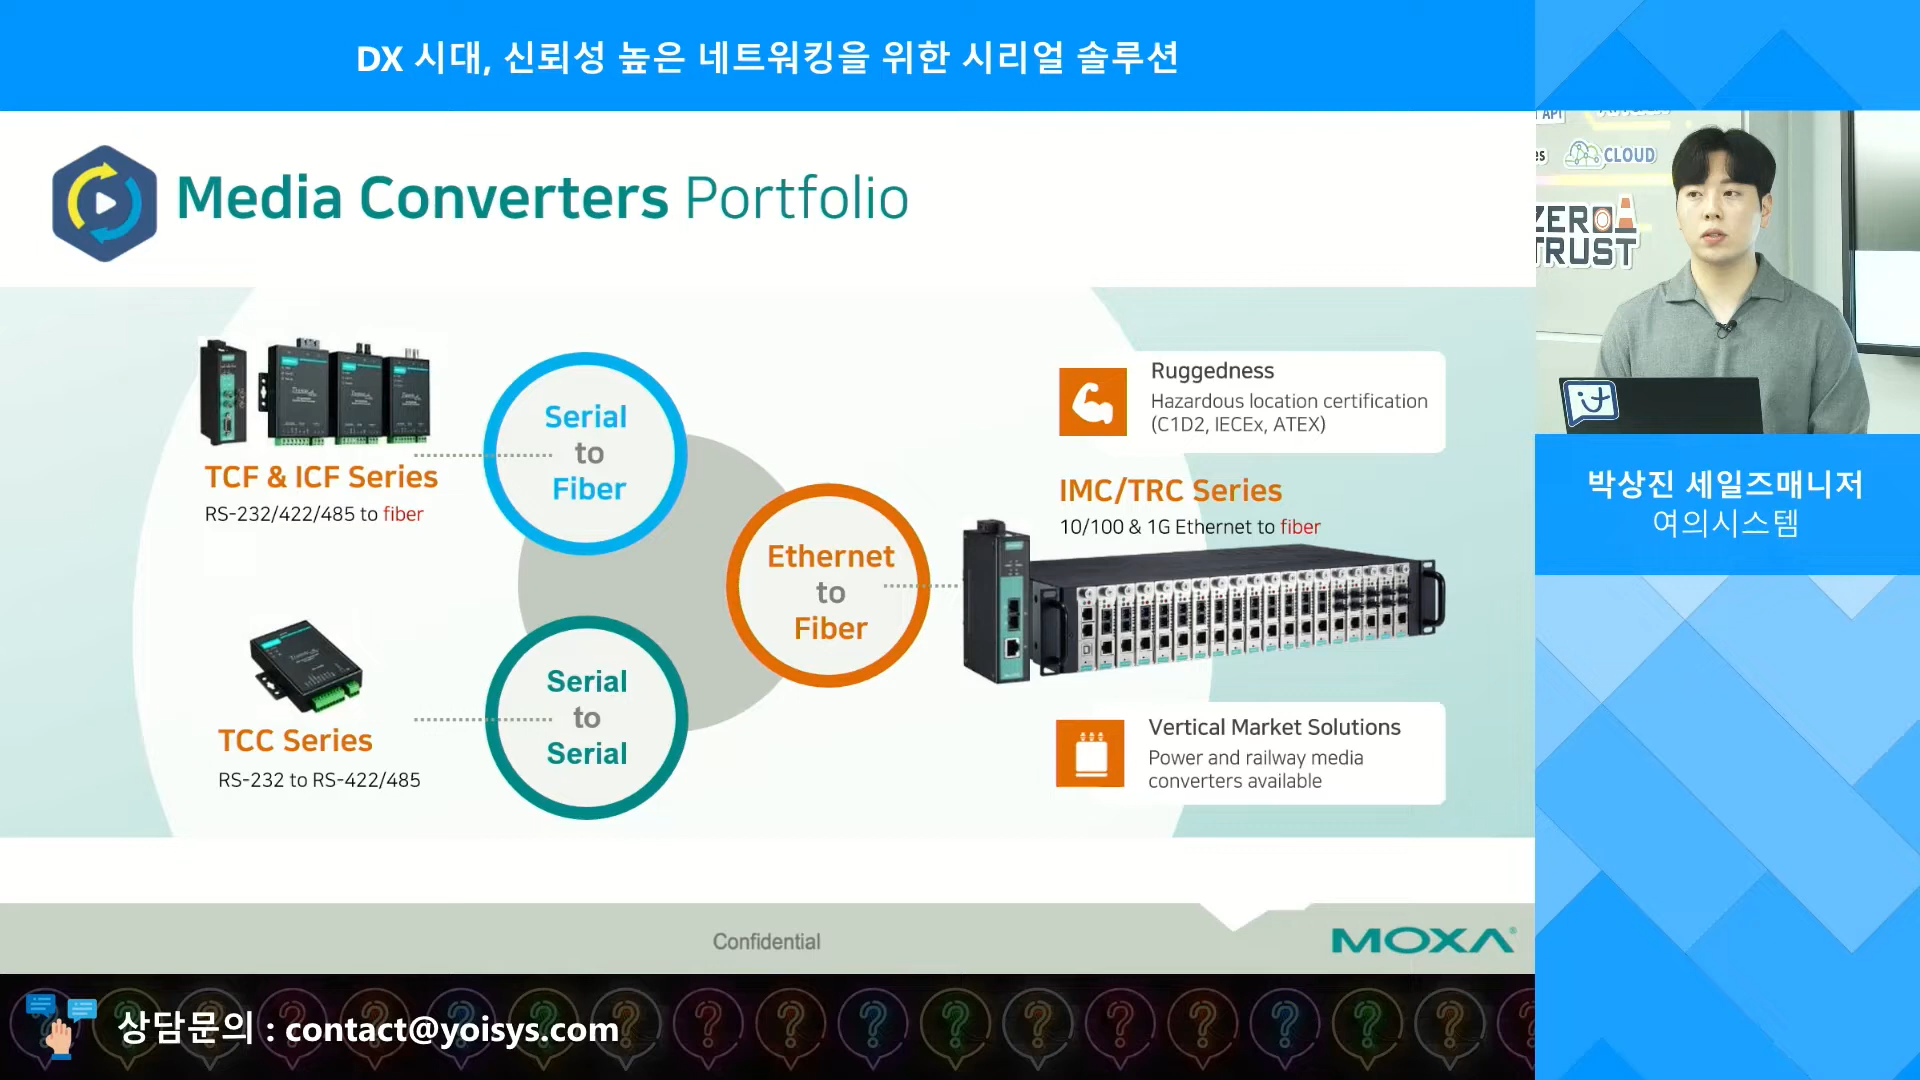 DX 시대, 신뢰성 높은 네트워킹을 위한 시리얼 솔루션
Media Converters Portfolio
TCF & ICF Series
RS-232/422/485 to fiber
Serial
to
Fiber
TCC Series
RS-232 to RS-422/485
Serial
to
Serial
Ethernet
to
Fiber
Ruggedness
Hazardous location certification
(C1D2, IECEx, ATEX)
IMC/TRC Series
10/100 & 1G Ethernet to fiber
Vertical Market Solutions
Power and railway media
converters available
Confidential
MOXA
API
CLOUD
ZERO
TRUST
박상진 세일즈매니저
여의시스템
상담문의 : contact@yoisys.com